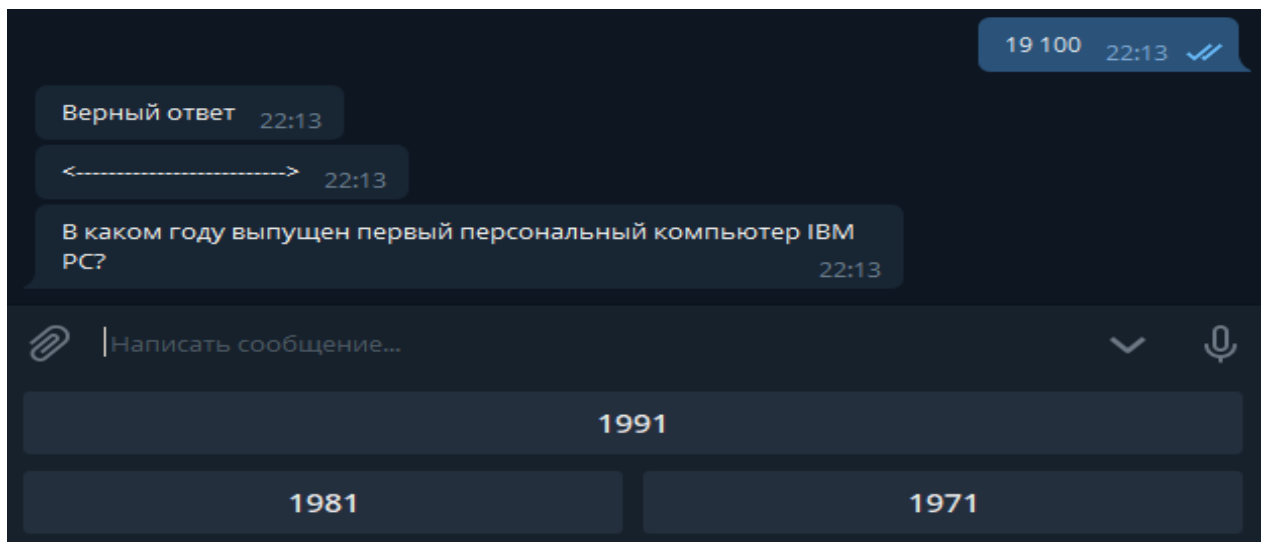 19 100 22:13
Верный ответ 22:13
<--------------------------> 22:13
В каком году выпущен первый персональный компьютер IBM
PC? 22:13
Написать сообщение...
1991
1981 1971